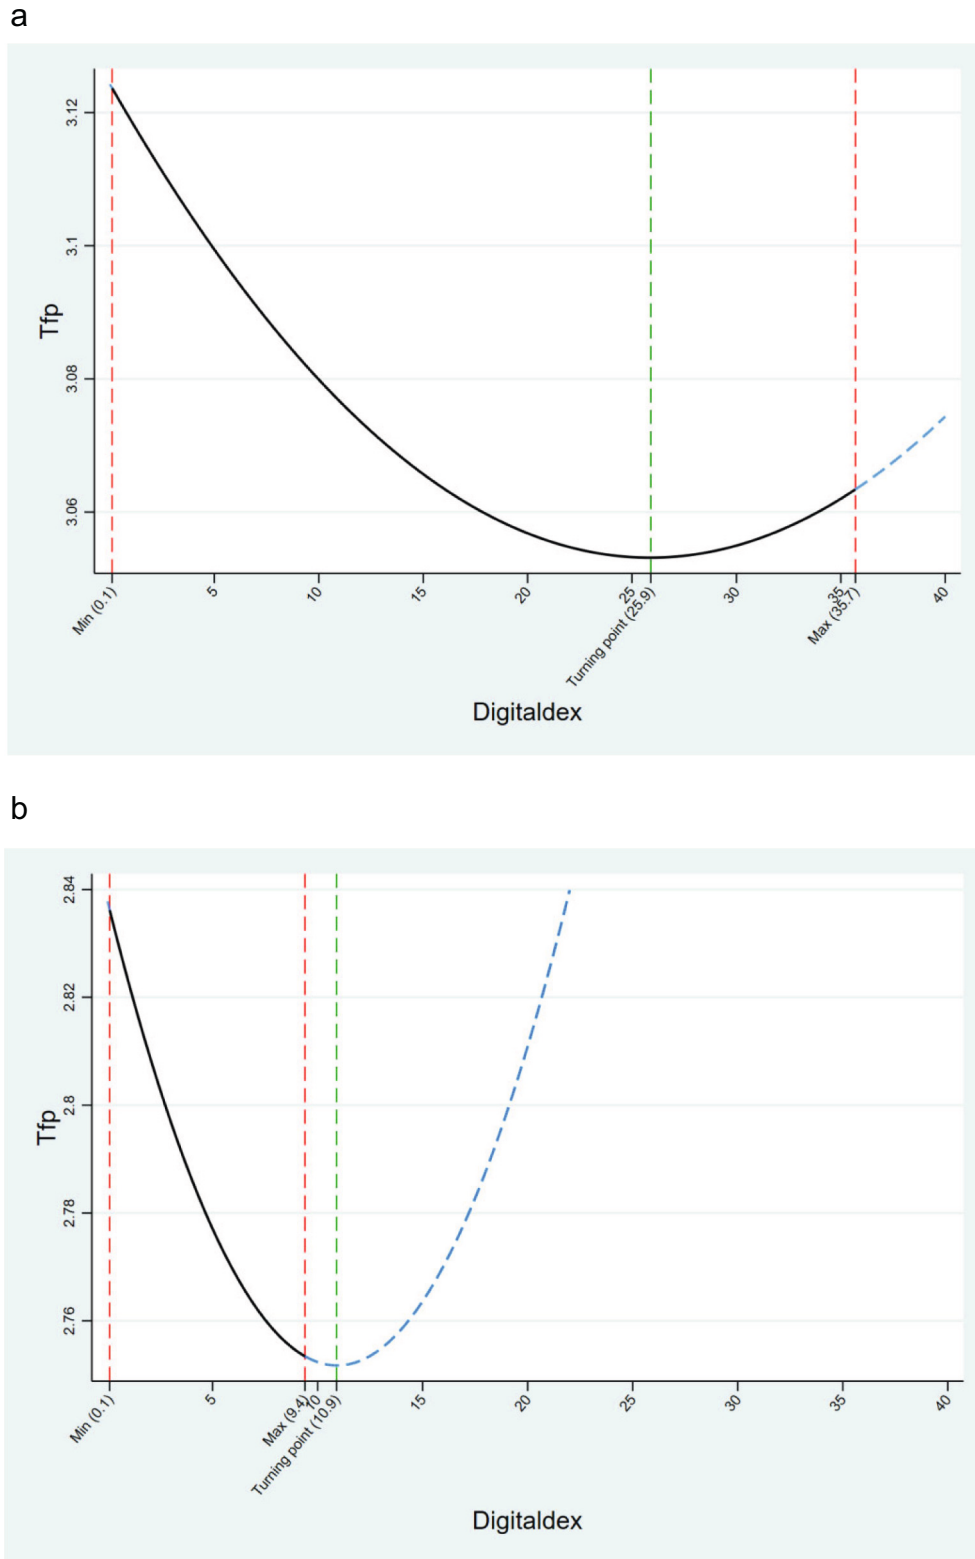 a
3.12
3.1
3.08
3.06
Tfp
Min (0.1)
5
10
15
20
25
Turning point (25.9)
30
35
Max (35.7)
40
Digitaldex
b
2.84
2.82
2.8
2.78
2.76
Tfp
Min (0.1)
5
Max (9.4)
10
Turning point (10.9)
15
20
25
30
35
40
Digitaldex